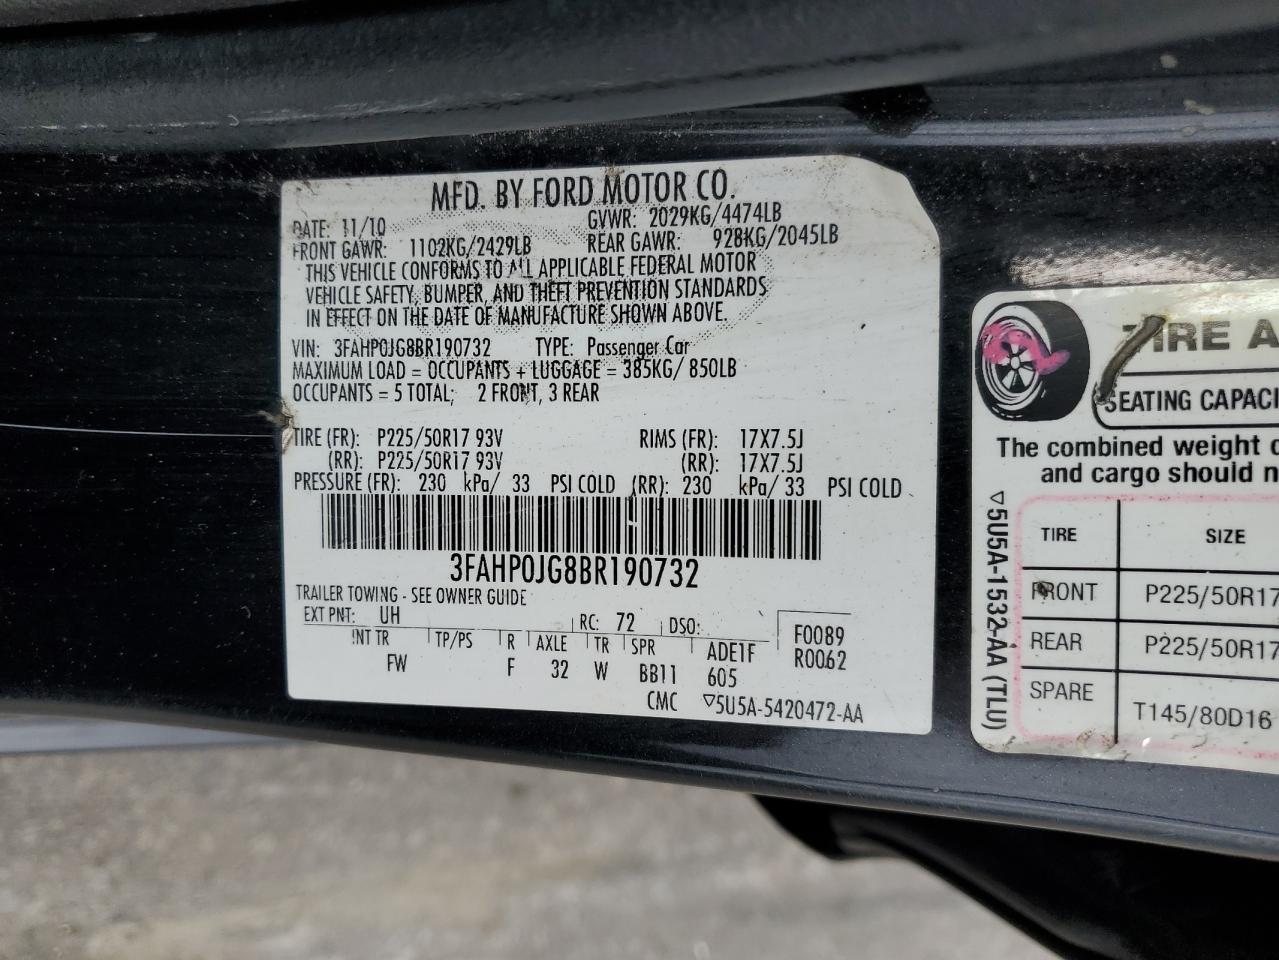 MFD. BY FORD MOTOR CO.
DATE: 11/10 GVWR: 2029KG/4474LB
FRONT GAWR: 1102KG/2429LB REAR GAWR: 928KG/2045LB
THIS VEHICLE CONFORMS TO ALL APPLICABLE FEDERAL MOTOR
VEHICLE SAFETY, BUMPER, AND THEFT PREVENTION STANDARDS
IN EFFECT ON THE DATE OF MANUFACTURE SHOWN ABOVE.
VIN: 3FAHP0JG8BR190732 TYPE: Passenger Car
MAXIMUM LOAD = OCCUPANTS + LUGGAGE = 385KG/ 850LB
OCCUPANTS = 5 TOTAL; 2 FRONT, 3 REAR
TIRE (FR): P225/50R17 93V RIMS (FR): 17X7.5J
(RR): P225/50R17 93V (RR): 17X7.5J
PRESSURE (FR): 230 kPa/ 33 PSI COLD (RR): 230 kPa/ 33 PSI COLD
3FAHP0JG8BR190732
TRAILER TOWING - SEE OWNER GUIDE
EXT PNT: UH RC: 72 DSO: F0089
INT TR TP/PS R AXLE TR SPR ADE1F R0062
FW F 32 W BB11 605
CMC ▽5U5A-5420472-AA
TIRE A
SEATING CAPACI
The combined weight
and cargo should n
▽5U5A-1532-AA (TLU)
TIRE SIZE
FRONT P225/50R17
REAR P225/50R17
SPARE T145/80D16